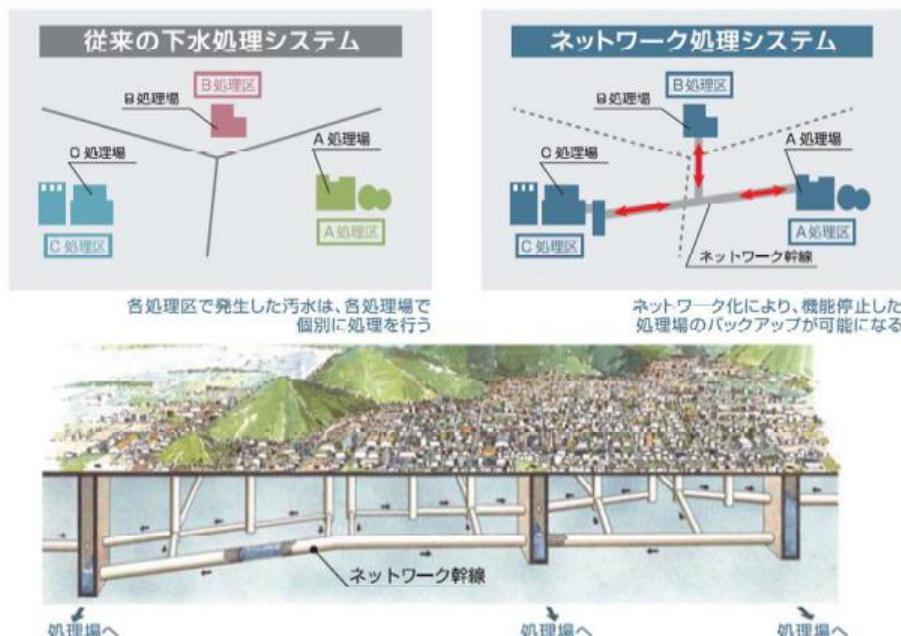 従来の下水処理システム
B処理区
B処理場
C処理場
A処理場
C処理区
A処理区
各処理区で発生した汚水は、各処理場で
個別に処理を行う
ネットワーク処理システム
B処理区
B処理場
C処理場
A処理場
C処理区
A処理区
ネットワーク幹線
ネットワーク化により、機能停止した
処理場のバックアップが可能になる
ネットワーク幹線
処理場へ
処理場へ
処理場へ